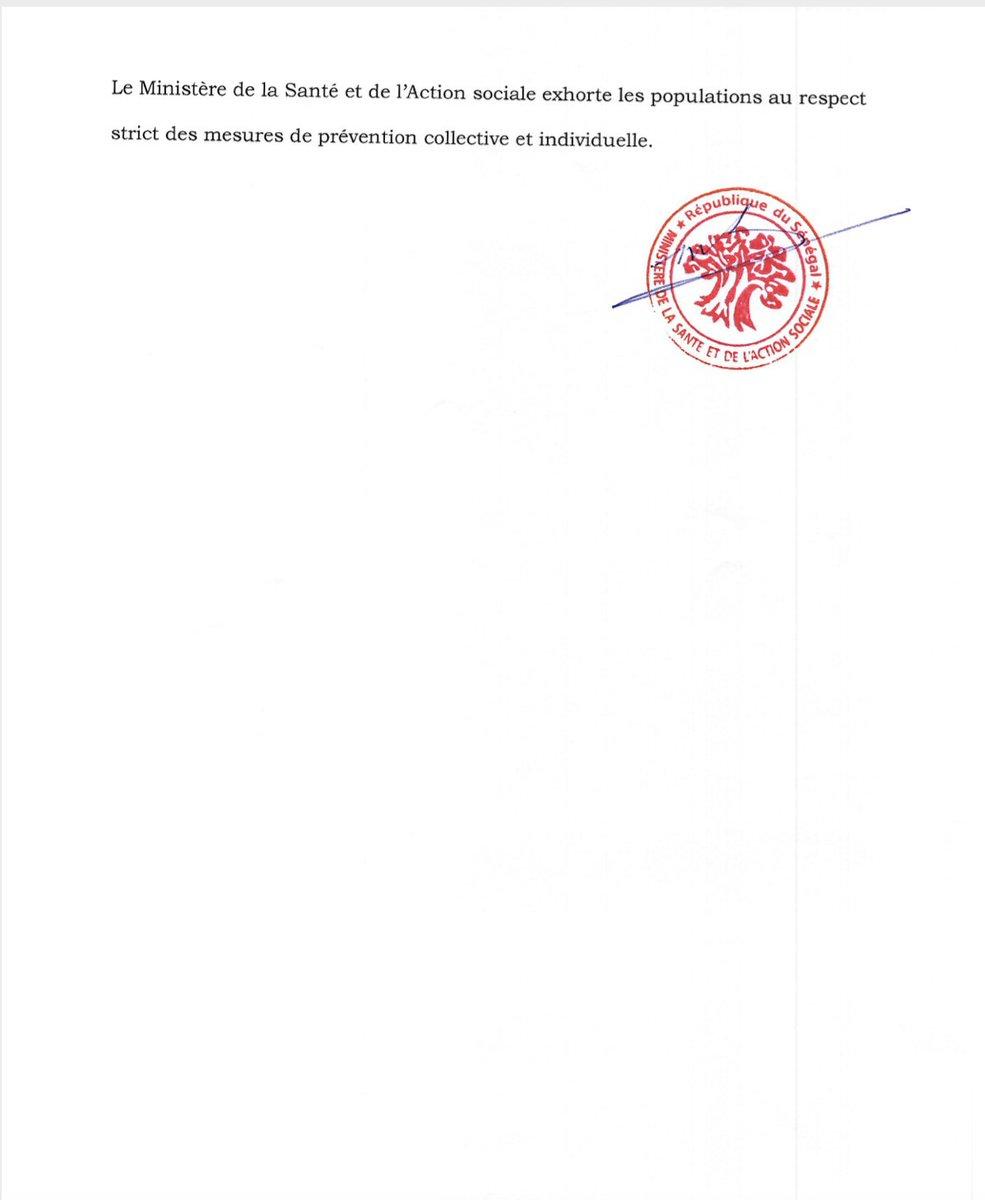 Le Ministère de la Santé et de l'Action sociale exhorte les populations au respect
strict des mesures de prévention collective et individuelle.
★ République du Sénégal ★
MINISTERE DE LA SANTE ET DE L'ACTION SOCIALE